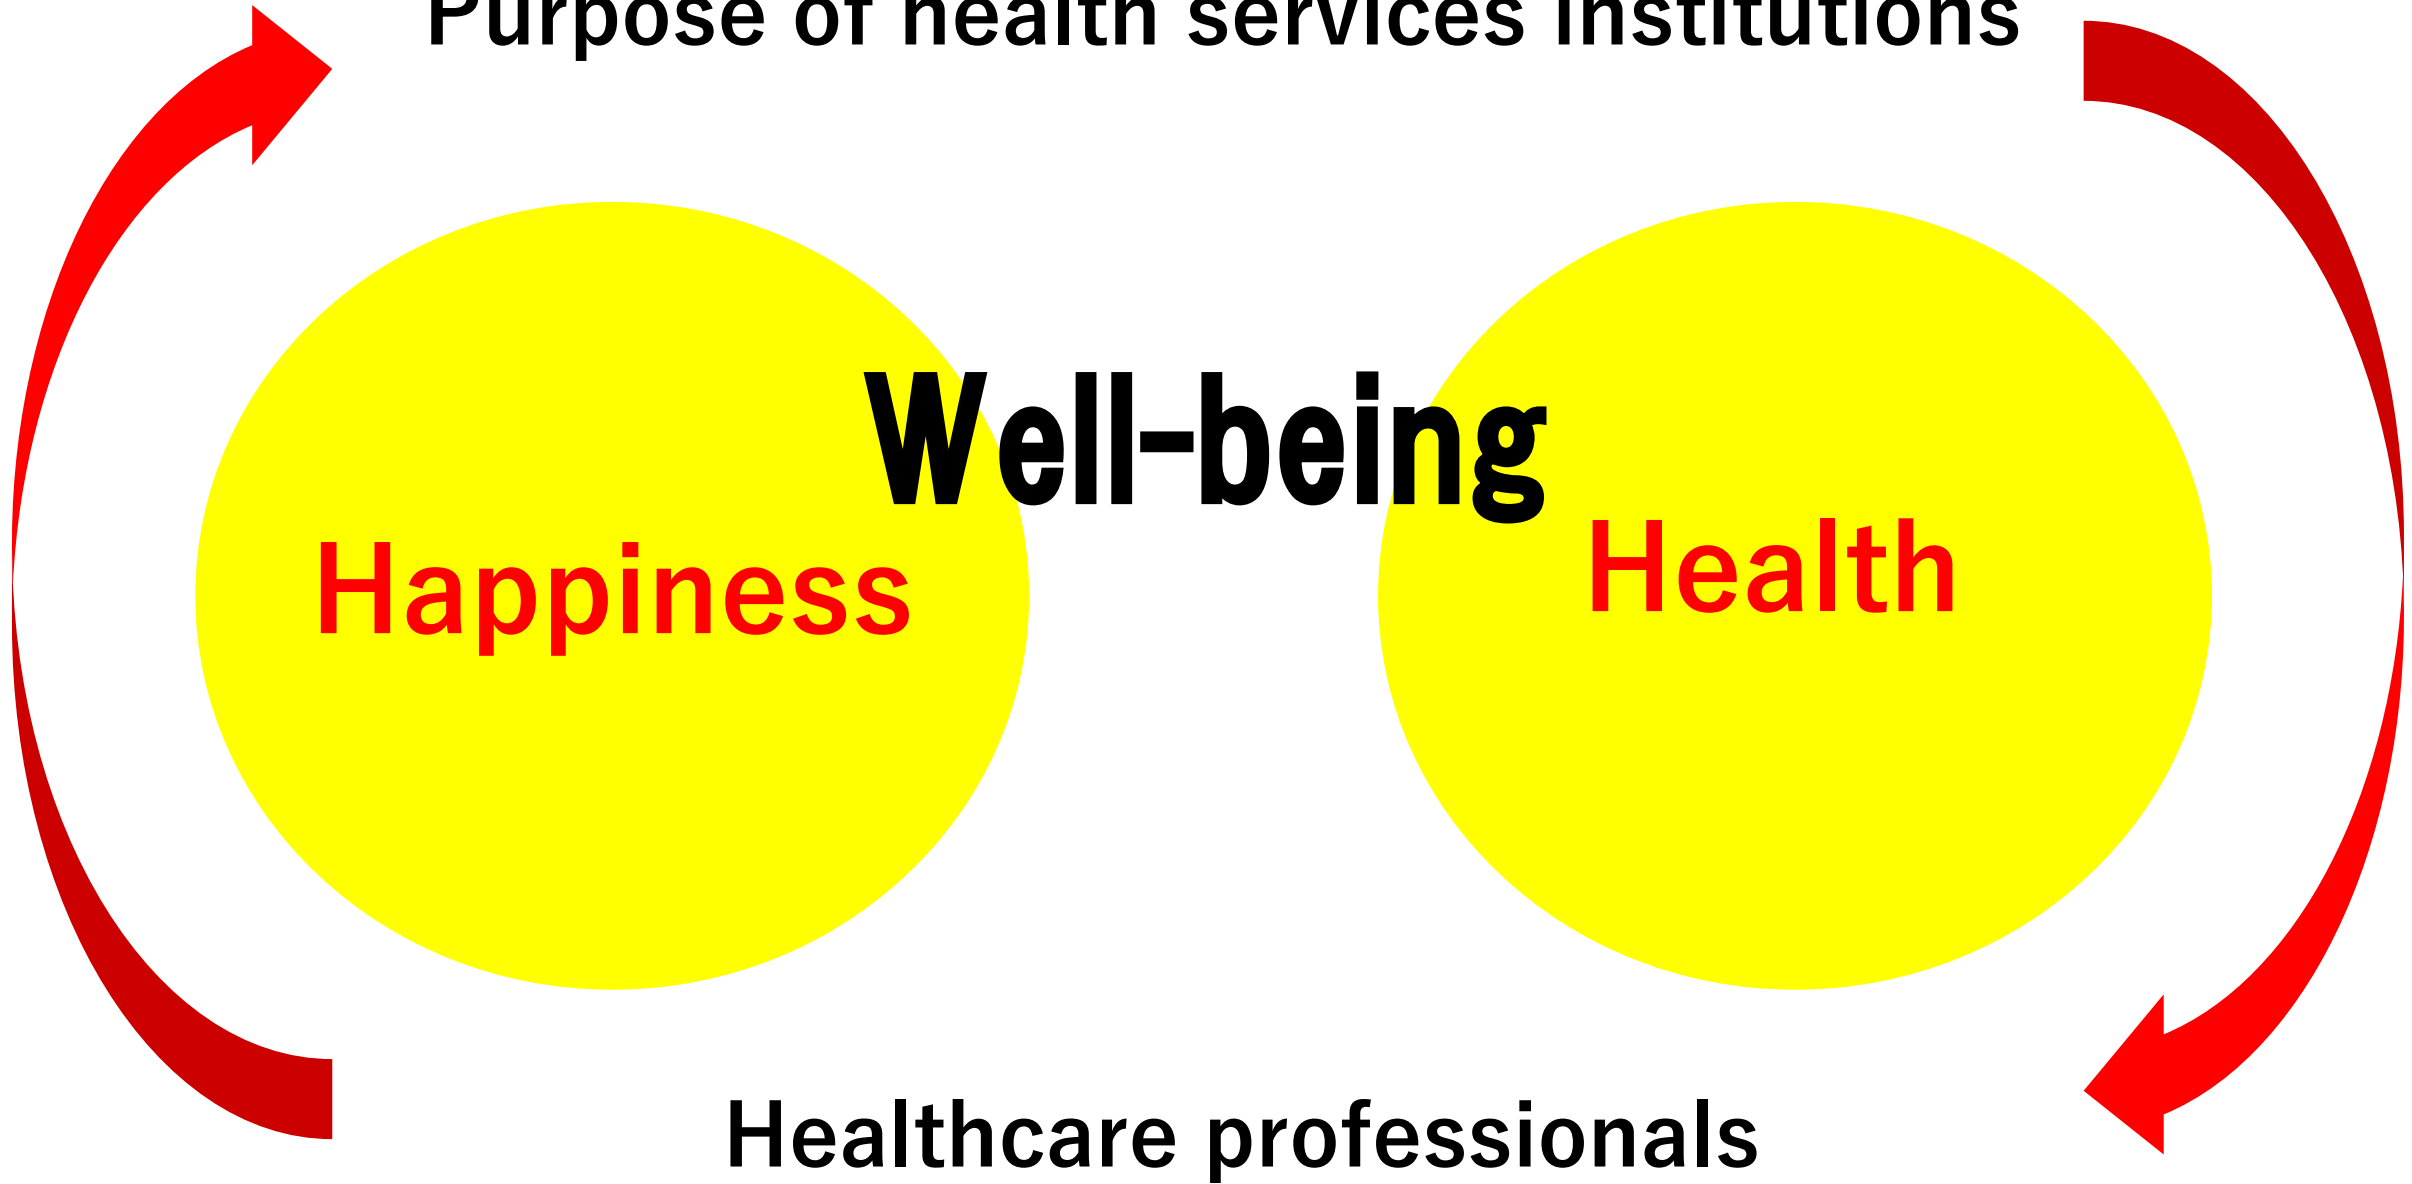 Purpose of health services institutions
Well-being
Happiness
Health
Healthcare professionals